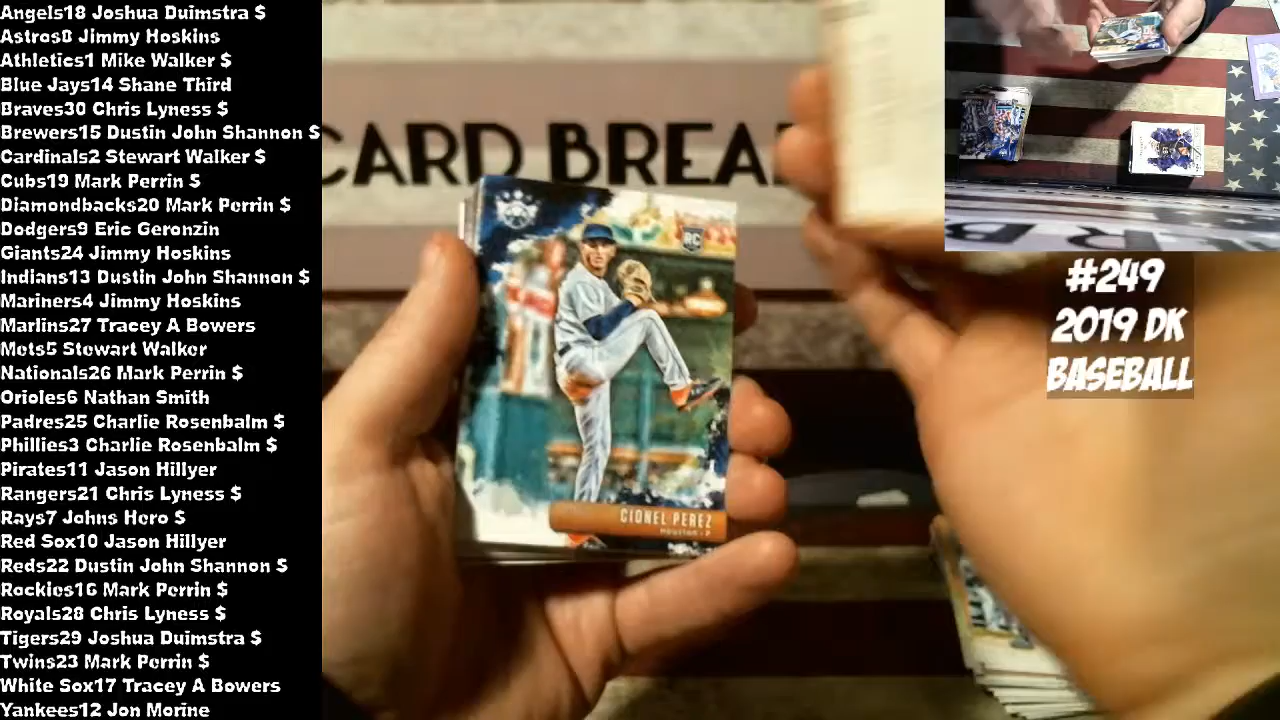 Angels18 Joshua Duimstra $
Astros8 Jimmy Hoskins
Athletics1 Mike Walker $
Blue Jays14 Shane Third
Braves30 Chris Lyness $
Brewers15 Dustin John Shannon $
Cardinals2 Stewart Walker $
Cubs19 Mark Perrin $
Diamondbacks20 Mark Perrin $
Dodgers9 Eric Geronzin
Giants24 Jimmy Hoskins
Indians13 Dustin John Shannon $
Mariners4 Jimmy Hoskins
Marlins27 Tracey A Bowers
Mets5 Stewart Walker
Nationals26 Mark Perrin $
Orioles6 Nathan Smith
Padres25 Charlie Rosenbalm $
Phillies3 Charlie Rosenbalm $
Pirates11 Jason Hillyer
Rangers21 Chris Lyness $
Rays7 Johns Hero $
Red Sox10 Jason Hillyer
Reds22 Dustin John Shannon $
Rockies16 Mark Perrin $
Royals28 Chris Lyness $
Tigers29 Joshua Duimstra $
Twins23 Mark Perrin $
White Sox17 Tracey A Bowers
Yankees12 Jon Morine
CARD BREA
RC
CIONEL PEREZ
HOUSTON - P
#249
2019 DK
BASEBALL